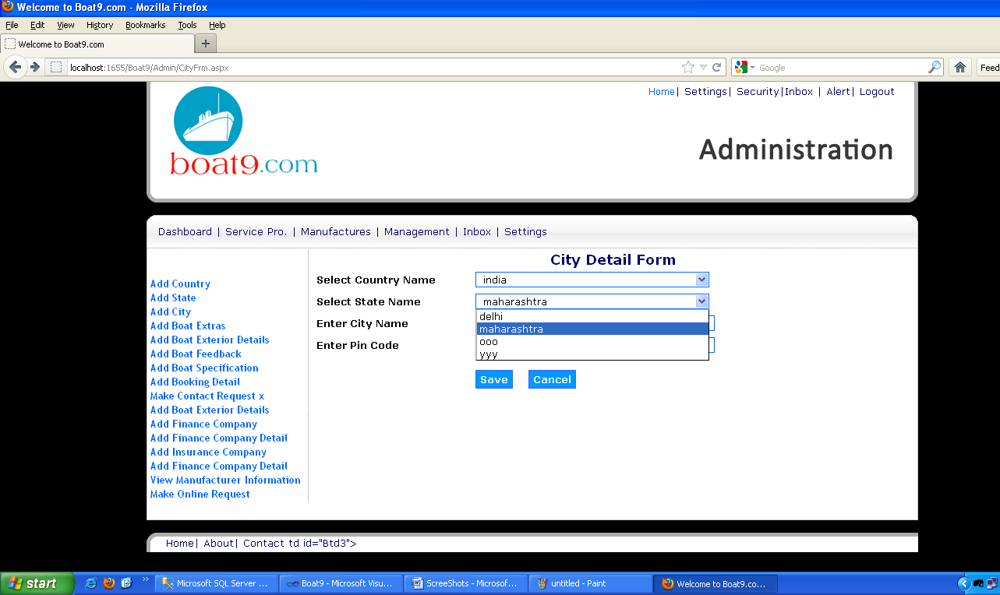 Welcome to Boat9.com - Mozilla Firefox
File Edit View History Bookmarks Tools Help
Welcome to Boat9.com +
localhost:1655/Boat9/Admin/CityFrm.aspx Google Feed
Home| Settings| Security|Inbox | Alert| Logout
boat9.com
Administration
Dashboard | Service Pro. | Manufactures | Management | Inbox | Settings
City Detail Form
Select Country Name india
Select State Name maharashtra
delhi
maharashtra
ooo
yyy
Enter City Name
Enter Pin Code
Save Cancel
Add Country
Add State
Add City
Add Boat Extras
Add Boat Exterior Details
Add Boat Feedback
Add Boat Specification
Add Booking Detail
Make Contact Request x
Add Boat Exterior Details
Add Finance Company
Add Finance Company Detail
Add Insurance Company
Add Finance Company Detail
View Manufacturer Information
Make Online Request
Home| About| Contact td id="Btd3">
start Microsoft SQL Server ... Boat9 - Microsoft Visu... ScreeShots - Microsof... untitled - Paint Welcome to Boat9.co...